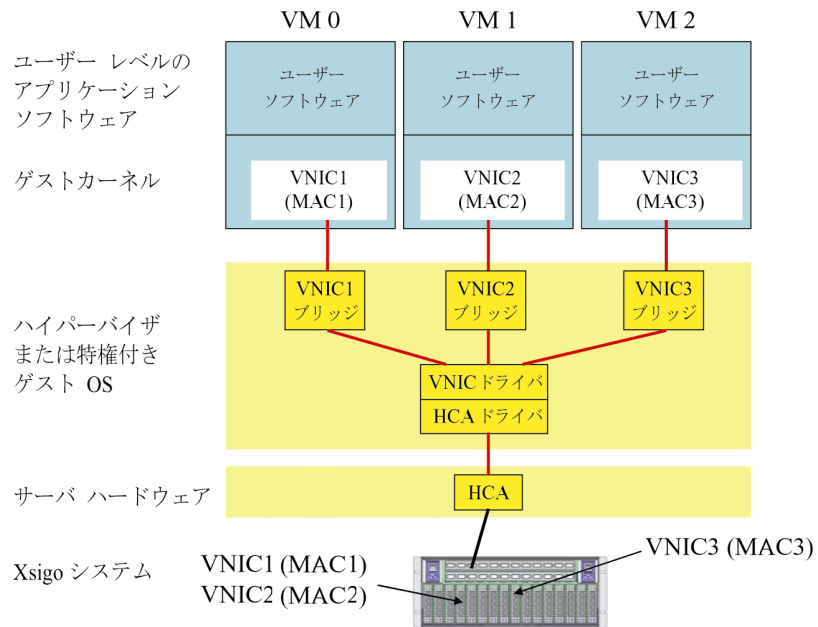 VM 0
VM 1
VM 2
ユーザー レベルの
アプリケーション
ソフトウェア
ユーザー
ソフトウェア
ユーザー
ソフトウェア
ユーザー
ソフトウェア
ゲストカーネル
VNIC1
(MAC1)
VNIC2
(MAC2)
VNIC3
(MAC3)
ハイパーバイザ
または特権付き
ゲスト OS
VNIC1
ブリッジ
VNIC2
ブリッジ
VNIC3
ブリッジ
VNIC ドライバ
HCA ドライバ
サーバ ハードウェア
HCA
Xsigo システム
VNIC1 (MAC1)
VNIC2 (MAC2)
VNIC3 (MAC3)